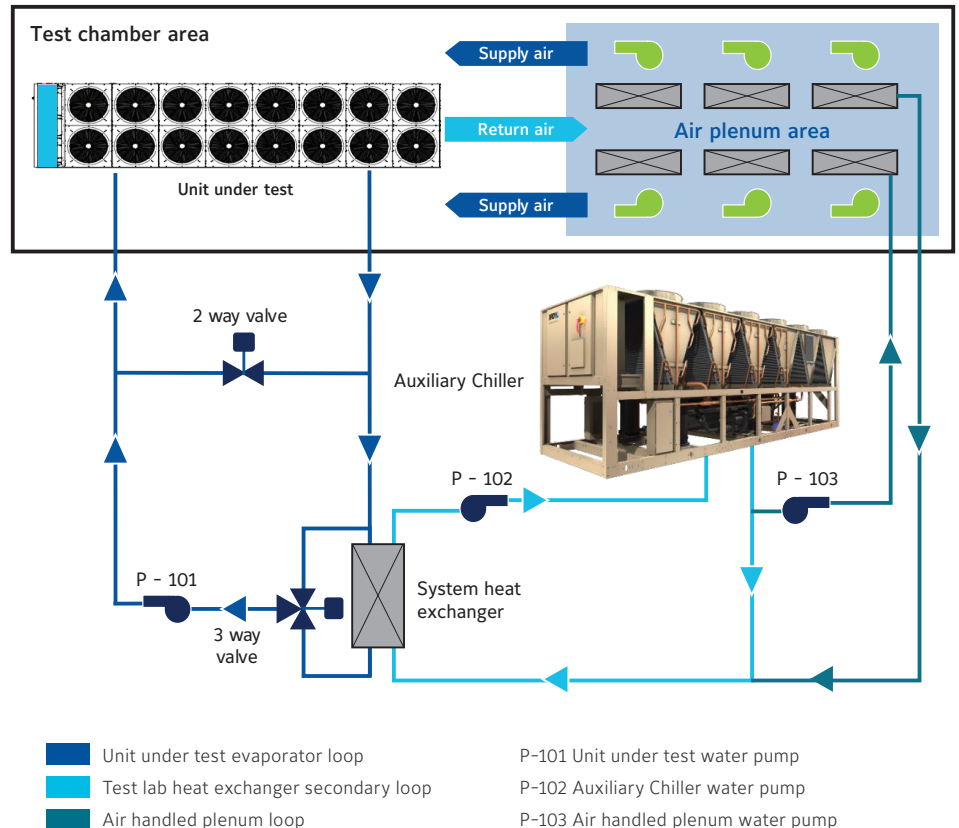 Test chamber area
Supply air
Return air
Air plenum area
Supply air
Unit under test
2 way valve
Auxiliary Chiller
P - 102
P - 103
P - 101
System heat
exchanger
3 way
valve
Unit under test evaporator loop
Test lab heat exchanger secondary loop
Air handled plenum loop
P-101 Unit under test water pump
P-102 Auxiliary Chiller water pump
P-103 Air handled plenum water pump